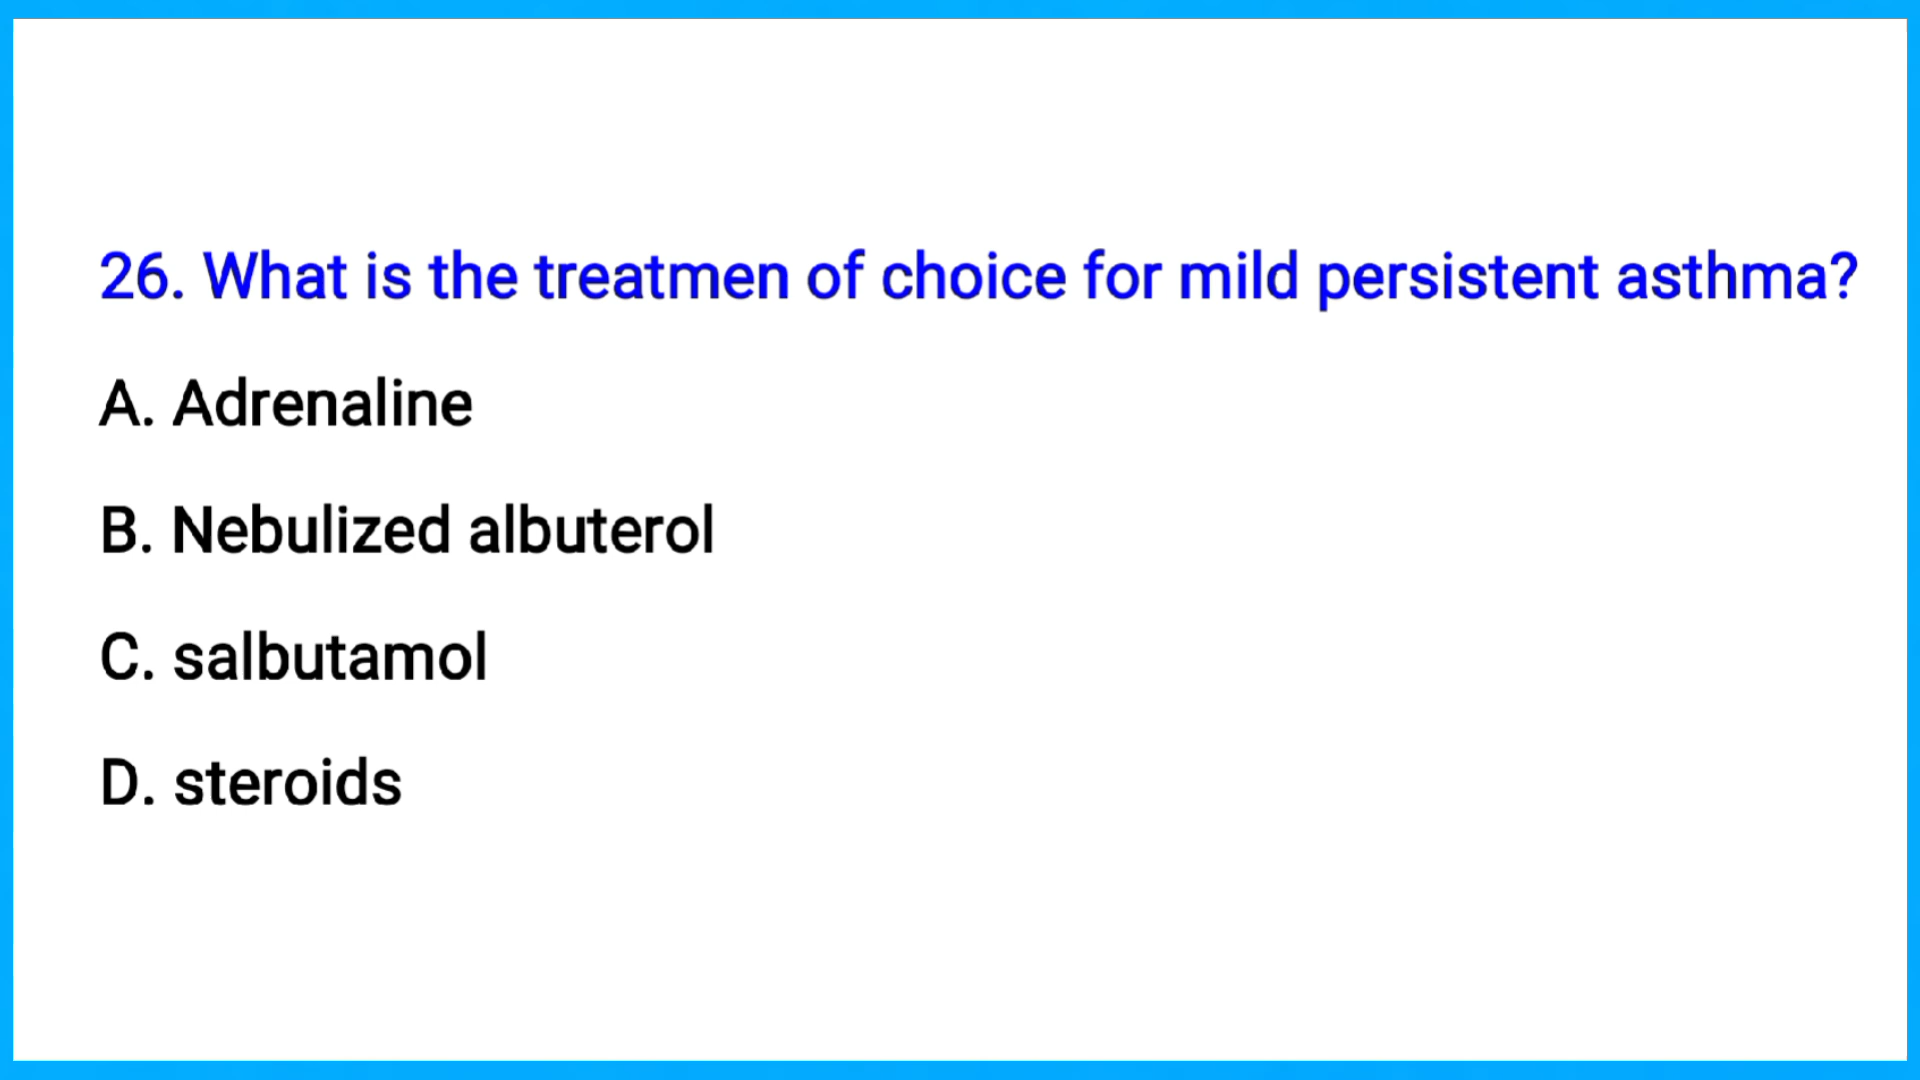 26. What is the treatmen of choice for mild persistent asthma?
A. Adrenaline
B. Nebulized albuterol
C. salbutamol
D. steroids